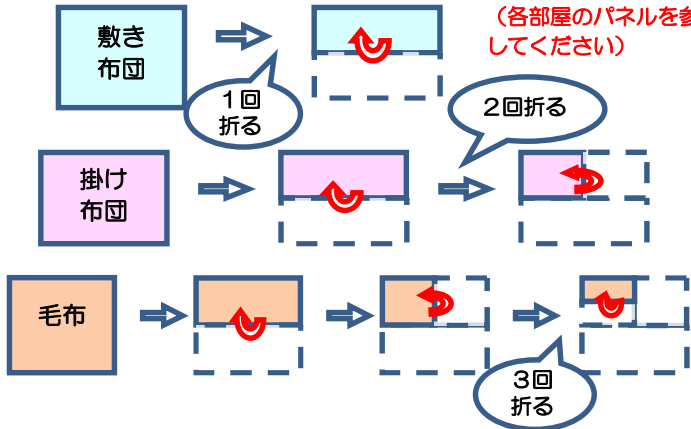 （各部屋のパネルを参
してください）
敷き
布団
１回
折る
２回折る
掛け
布団
毛布
３回
折る